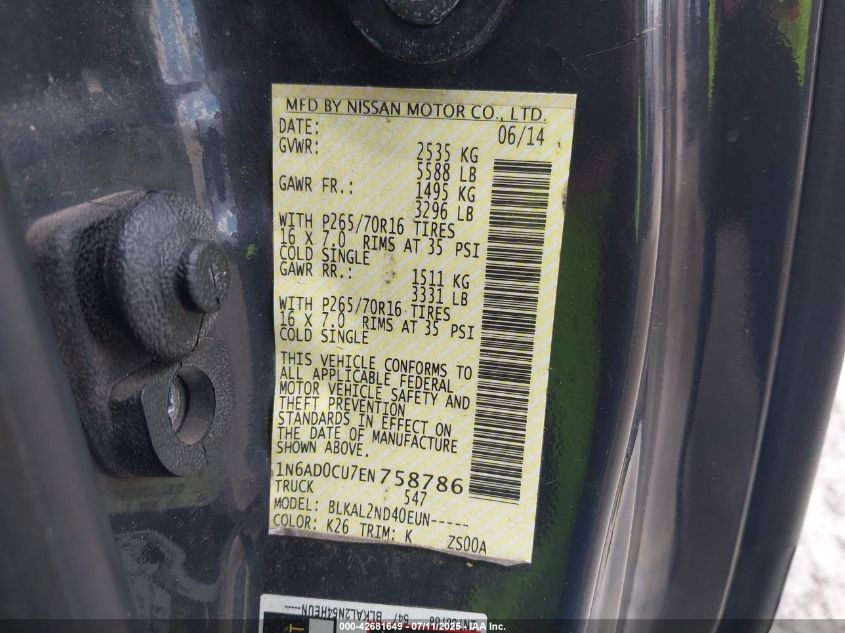 MFD BY NISSAN MOTOR CO., LTD.
DATE: 06/14
GVWR: 2535 KG
5588 LB
GAWR FR.: 1495 KG
3296 LB
WITH P265/70R16 TIRES
16 X 7.0 RIMS AT 35 PSI
COLD SINGLE
GAWR RR.: 1511 KG
3331 LB
WITH P265/70R16 TIRES
16 X 7.0 RIMS AT 35 PSI
COLD SINGLE
THIS VEHICLE CONFORMS TO
ALL APPLICABLE FEDERAL
MOTOR VEHICLE SAFETY AND
THEFT PREVENTION
STANDARDS IN EFFECT ON
THE DATE OF MANUFACTURE
SHOWN ABOVE.
1N6AD0CU7EN758786
TRUCK 547
MODEL: BLKAL2ND40EUN-----
COLOR: K26 TRIM: K ZS00A
000-42681649 - 07/11/2025 - IAAI.COM